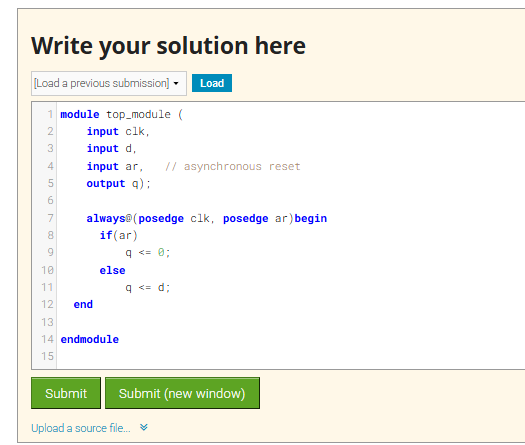 Write your solution here
[Load a previous submission] Load
1 module top_module (
2 input clk,
3 input d,
4 input ar, // asynchronous reset
5 output q);
6
7 always@(posedge clk, posedge ar)begin
8 if(ar)
9 q <= 0;
10 else
11 q <= d;
12 end
13
14 endmodule
15
Submit Submit (new window)
Upload a source file...